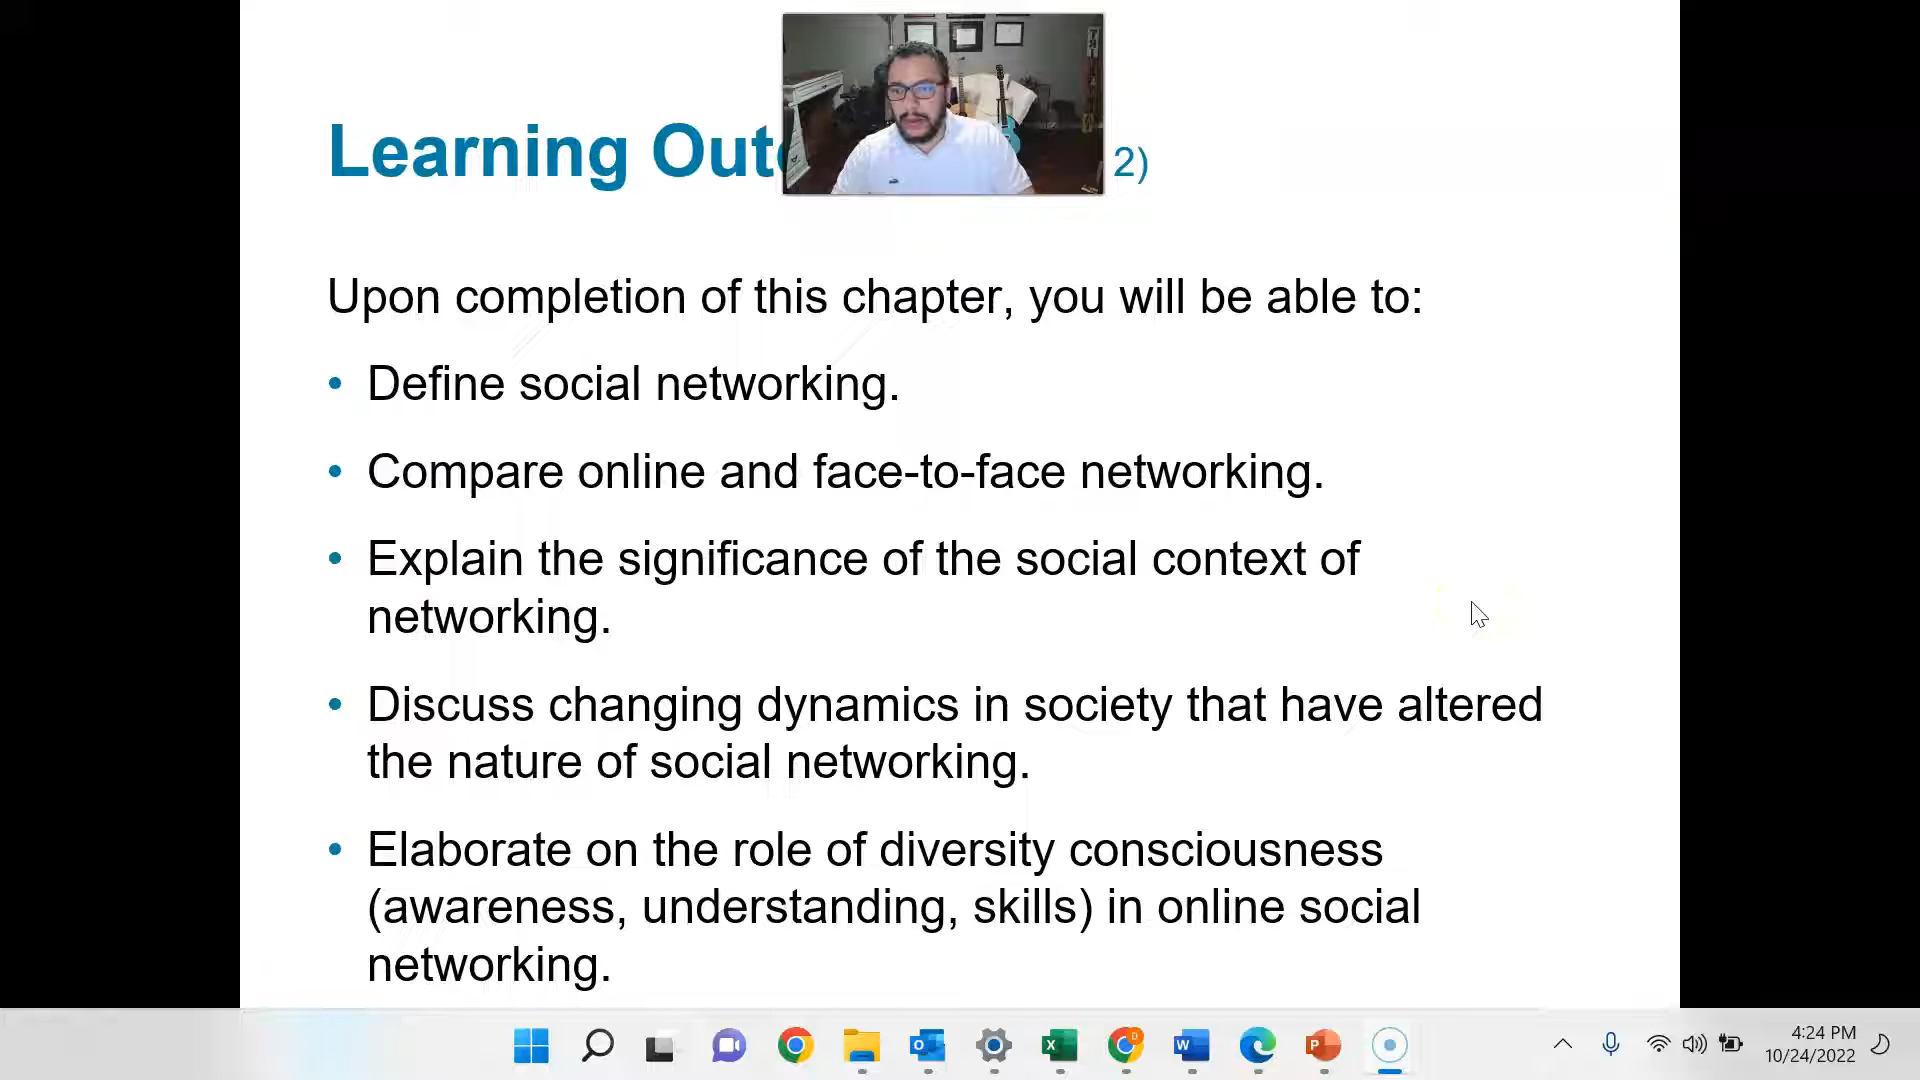 Learning Out
2)
Upon completion of this chapter, you will be able to:
• Define social networking.
• Compare online and face-to-face networking.
• Explain the significance of the social context of
networking.
• Discuss changing dynamics in society that have altered
the nature of social networking.
• Elaborate on the role of diversity consciousness
(awareness, understanding, skills) in online social
networking.
4:24 PM
10/24/2022